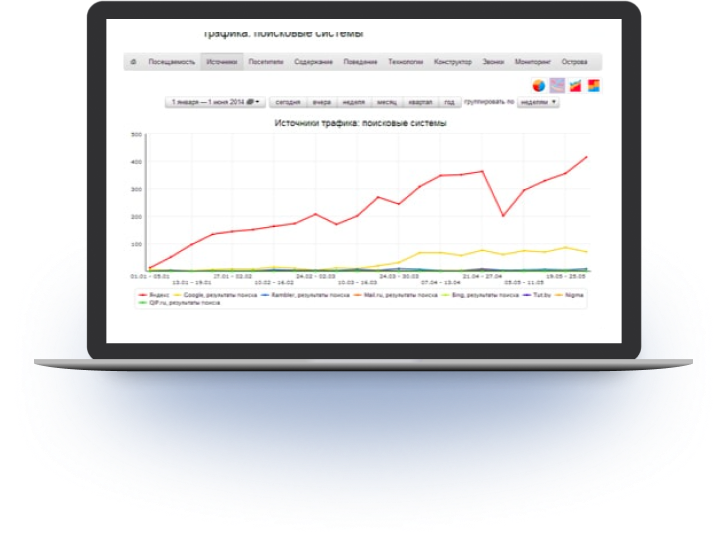 трафика: поисковые системы
Посещаемость Источники Посетители Содержание Поведение Технологии Конструктор Звонки Мониторинг Острова
1 января — 1 июня 2014 сегодня вчера неделя месяц квартал год группировать по неделям
Источники трафика: поисковые системы
500
400
300
200
100
01.01 - 05.01 27.01 - 02.02 24.02 - 02.03 24.03 - 30.03 21.04 - 27.04 19.05 - 25.05
13.01 - 19.01 10.02 - 16.02 10.03 - 16.03 07.04 - 13.04 05.05 - 11.05
Яндекс Google, результаты поиска Rambler, результаты поиска Mail.ru, результаты поиска Bing, результаты поиска Tut.by Nigma
QIP.ru, результаты поиска